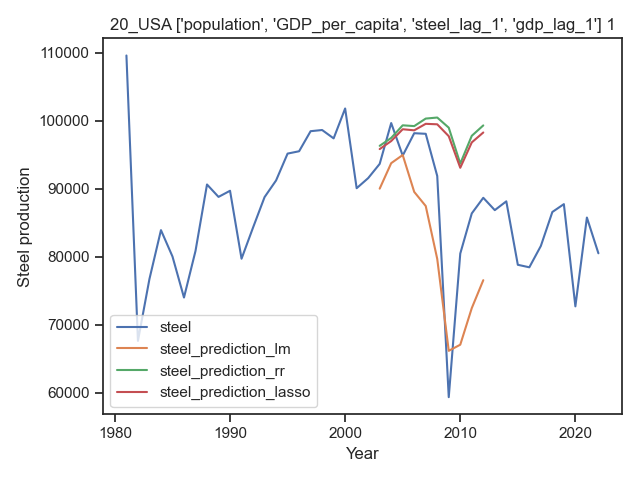 20_USA ['population', 'GDP_per_capita', 'steel_lag_1', 'gdp_lag_1'] 1
110000
100000
90000
80000
70000
60000
Steel production
steel
steel_prediction_lm
steel_prediction_rr
steel_prediction_lasso
1980
1990
2000
2010
2020
Year